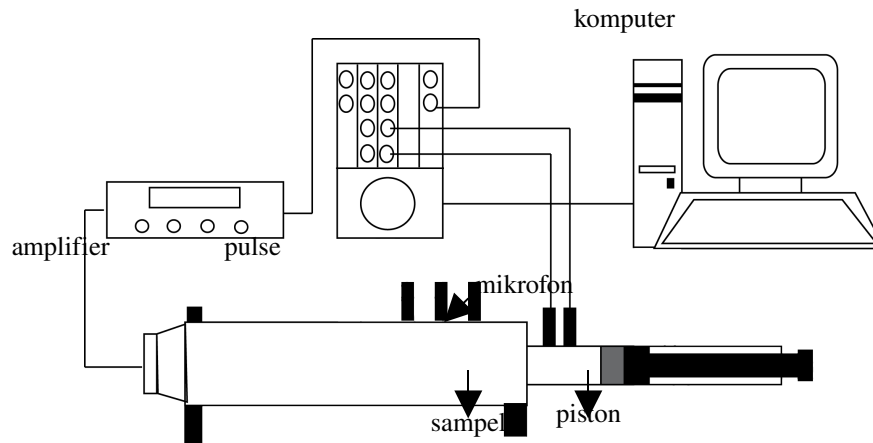 komputer
amplifier
pulse
mikrofon
sampel
piston